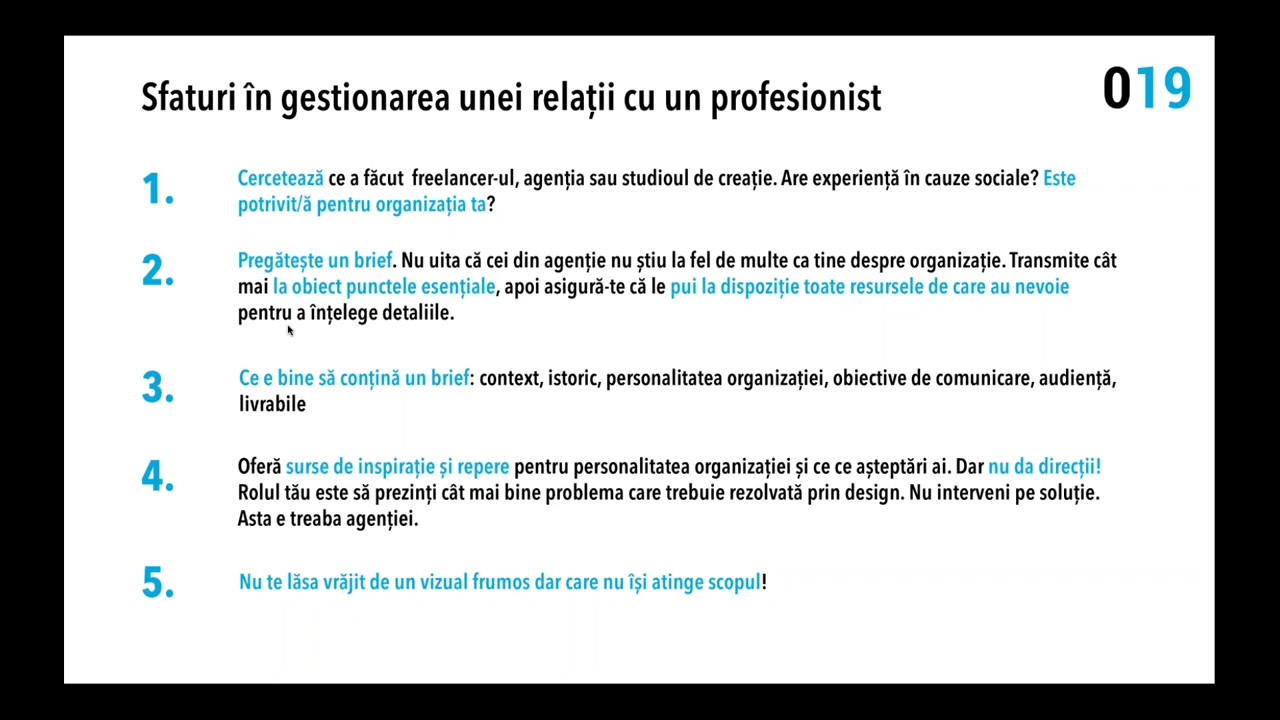 Sfaturi în gestionarea unei relații cu un profesionist
019
1.
Cercetează ce a făcut freelancer-ul, agenția sau studioul de creație. Are experiență în cauze sociale? Este
potrivit/ă pentru organizația ta?
2.
Pregătește un brief. Nu uita că cei din agenție nu știu la fel de multe ca tine despre organizație. Transmite cât
mai la obiect punctele esențiale, apoi asigură-te că le pui la dispoziție toate resursele de care au nevoie
pentru a înțelege detaliile.
3.
Ce e bine să conțină un brief: context, istoric, personalitatea organizației, obiective de comunicare, audiență,
livrabile
4.
Oferă surse de inspirație și repere pentru personalitatea organizației și ce ce așteptări ai. Dar nu da direcții!
Rolul tău este să prezinți cât mai bine problema care trebuie rezolvată prin design. Nu interveni pe soluție.
Asta e treaba agenției.
5.
Nu te lăsa vrăjit de un vizual frumos dar care nu își atinge scopul!